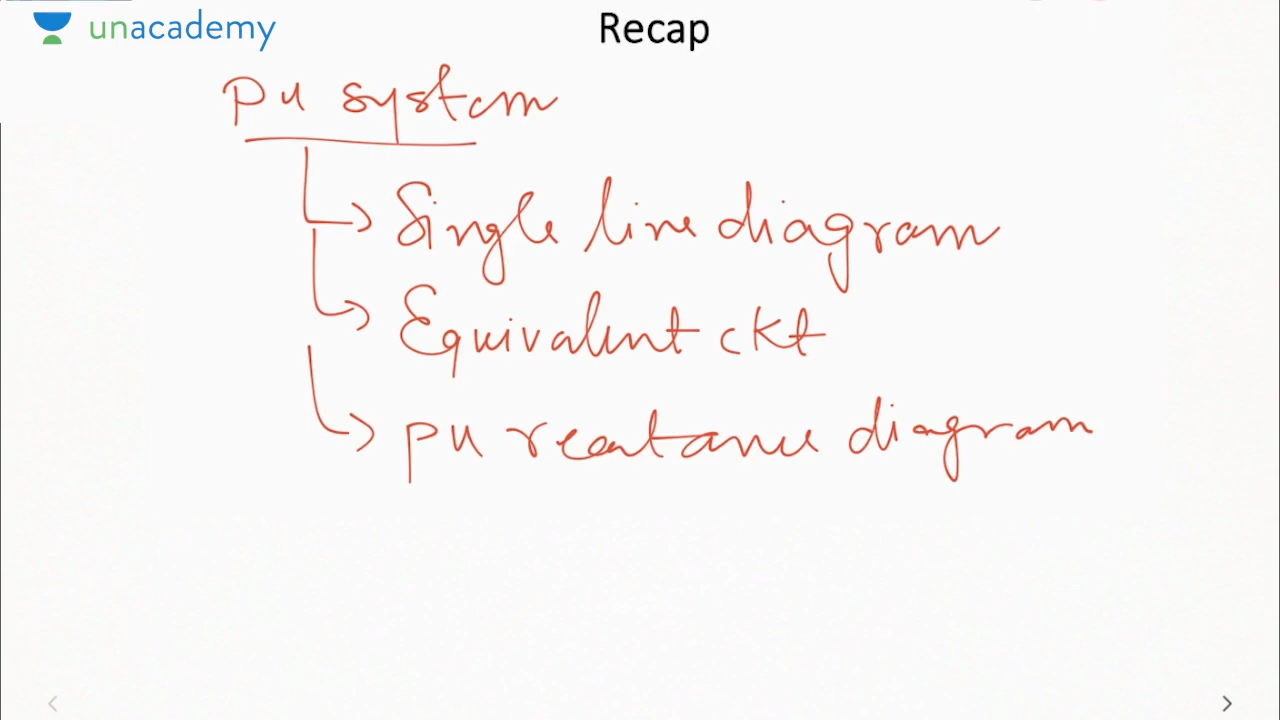 unacademy
Recap
pu system
Single line diagram
Equivalent ckt
pu reactance diagram